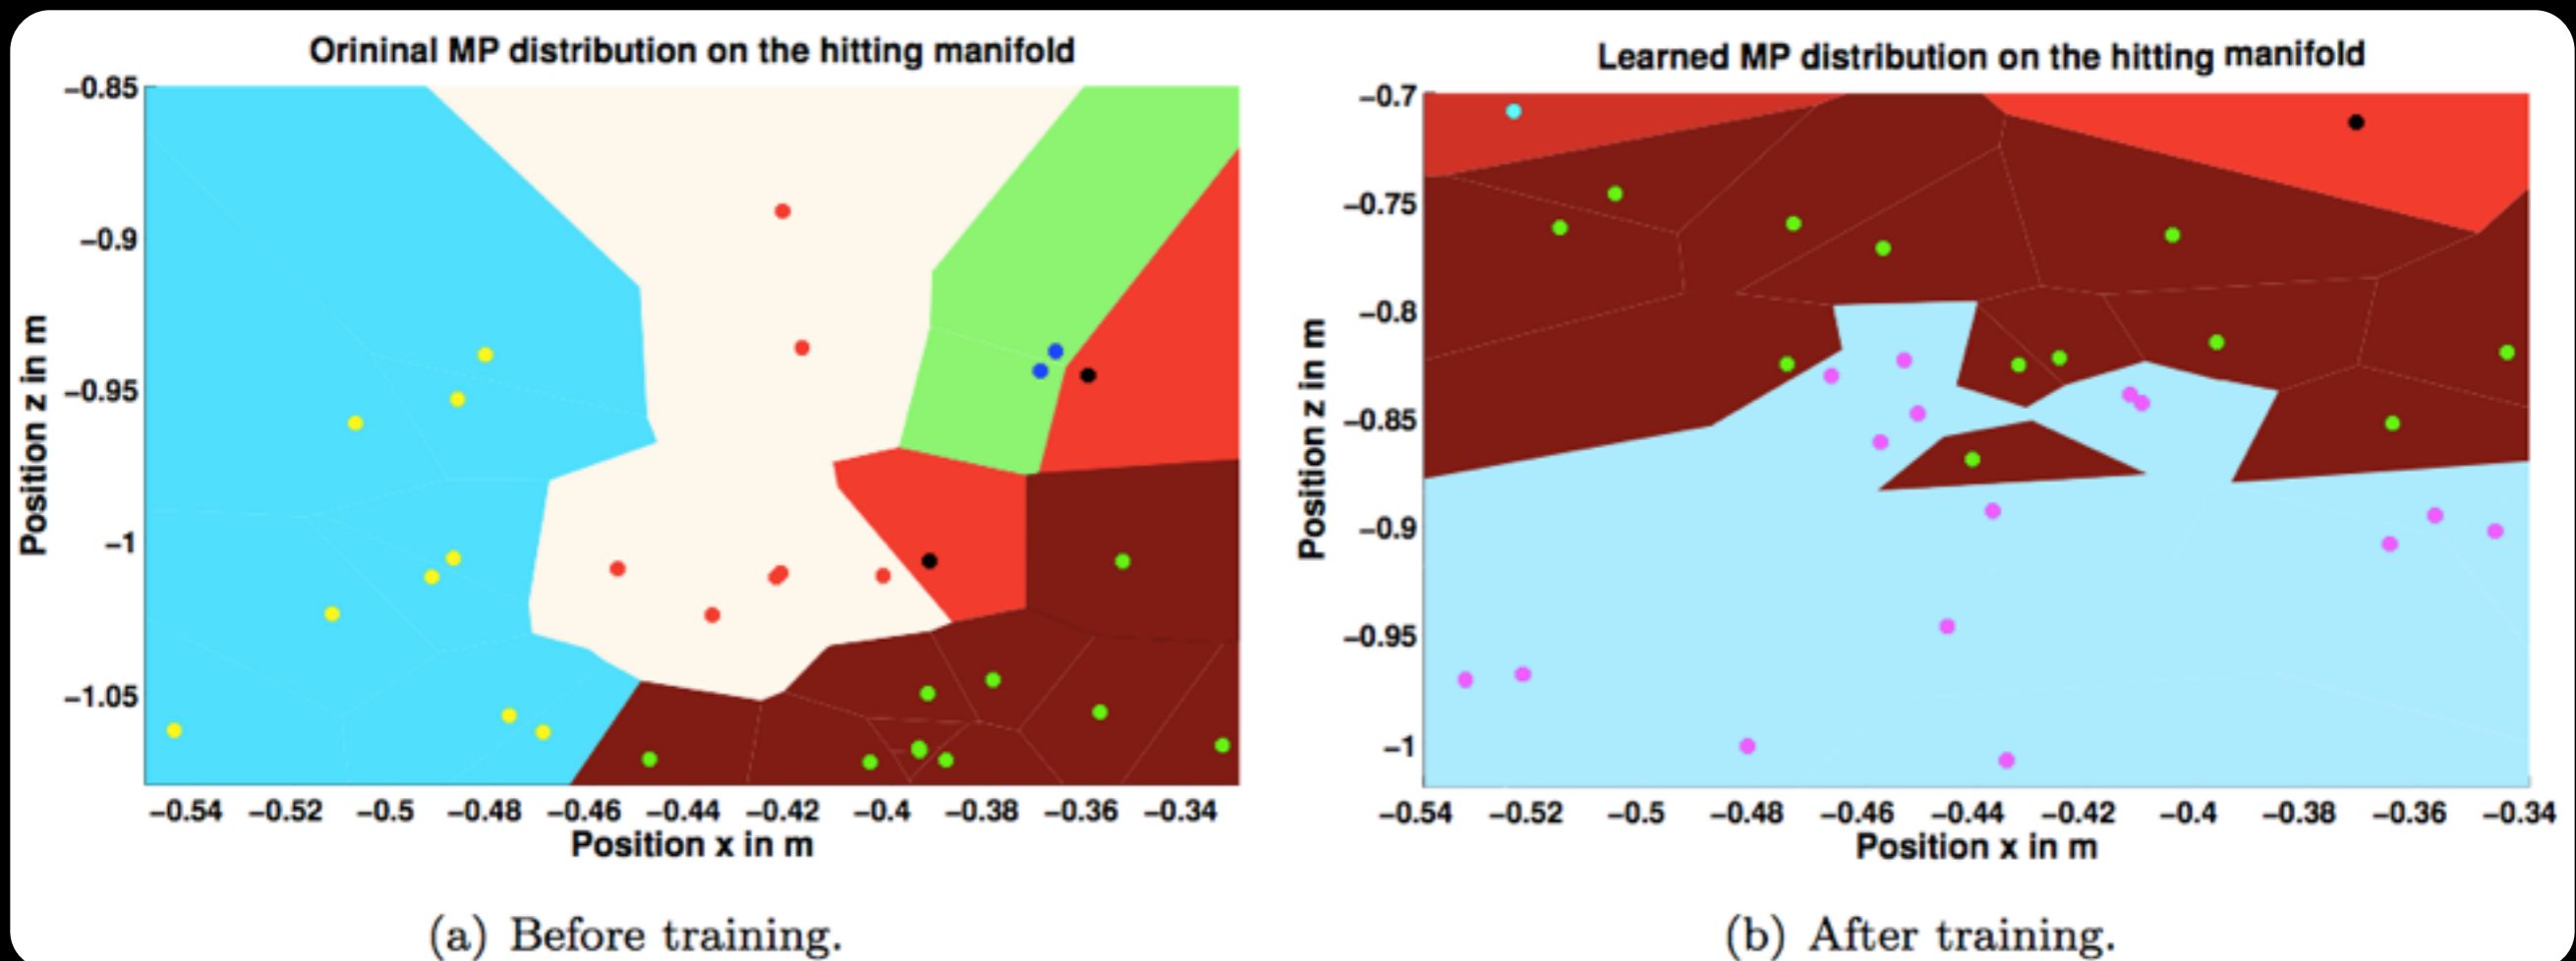 Orininal MP distribution on the hitting manifold
−0.85
−0.9
−0.95
−1
−1.05
Position z in m
−0.54 −0.52 −0.5 −0.48 −0.46 −0.44 −0.42 −0.4 −0.38 −0.36 −0.34
Position x in m
(a) Before training.
Learned MP distribution on the hitting manifold
−0.7
−0.75
−0.8
−0.85
−0.9
−0.95
−1
Position z in m
−0.54 −0.52 −0.5 −0.48 −0.46 −0.44 −0.42 −0.4 −0.38 −0.36 −0.34
Position x in m
(b) After training.